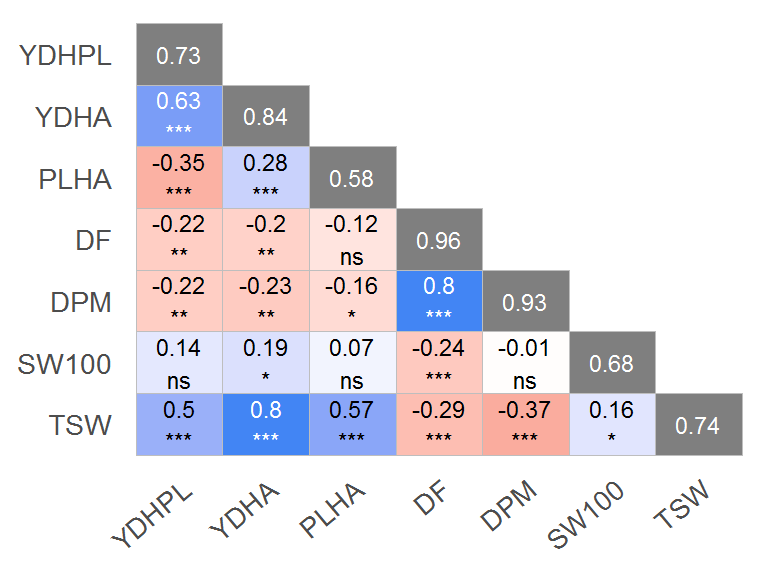 YDHPL 0.73
YDHA 0.63 0.84
***
PLHA -0.35 0.28 0.58
*** ***
DF -0.22 -0.2 -0.12 0.96
** ** ns
DPM -0.22 -0.23 -0.16 0.8 0.93
** ** * ***
SW100 0.14 0.19 0.07 -0.24 -0.01 0.68
ns * ns *** ns
TSW 0.5 0.8 0.57 -0.29 -0.37 0.16 0.74
*** *** *** *** *** *
YDHPL YDHA PLHA DF DPM SW100 TSW